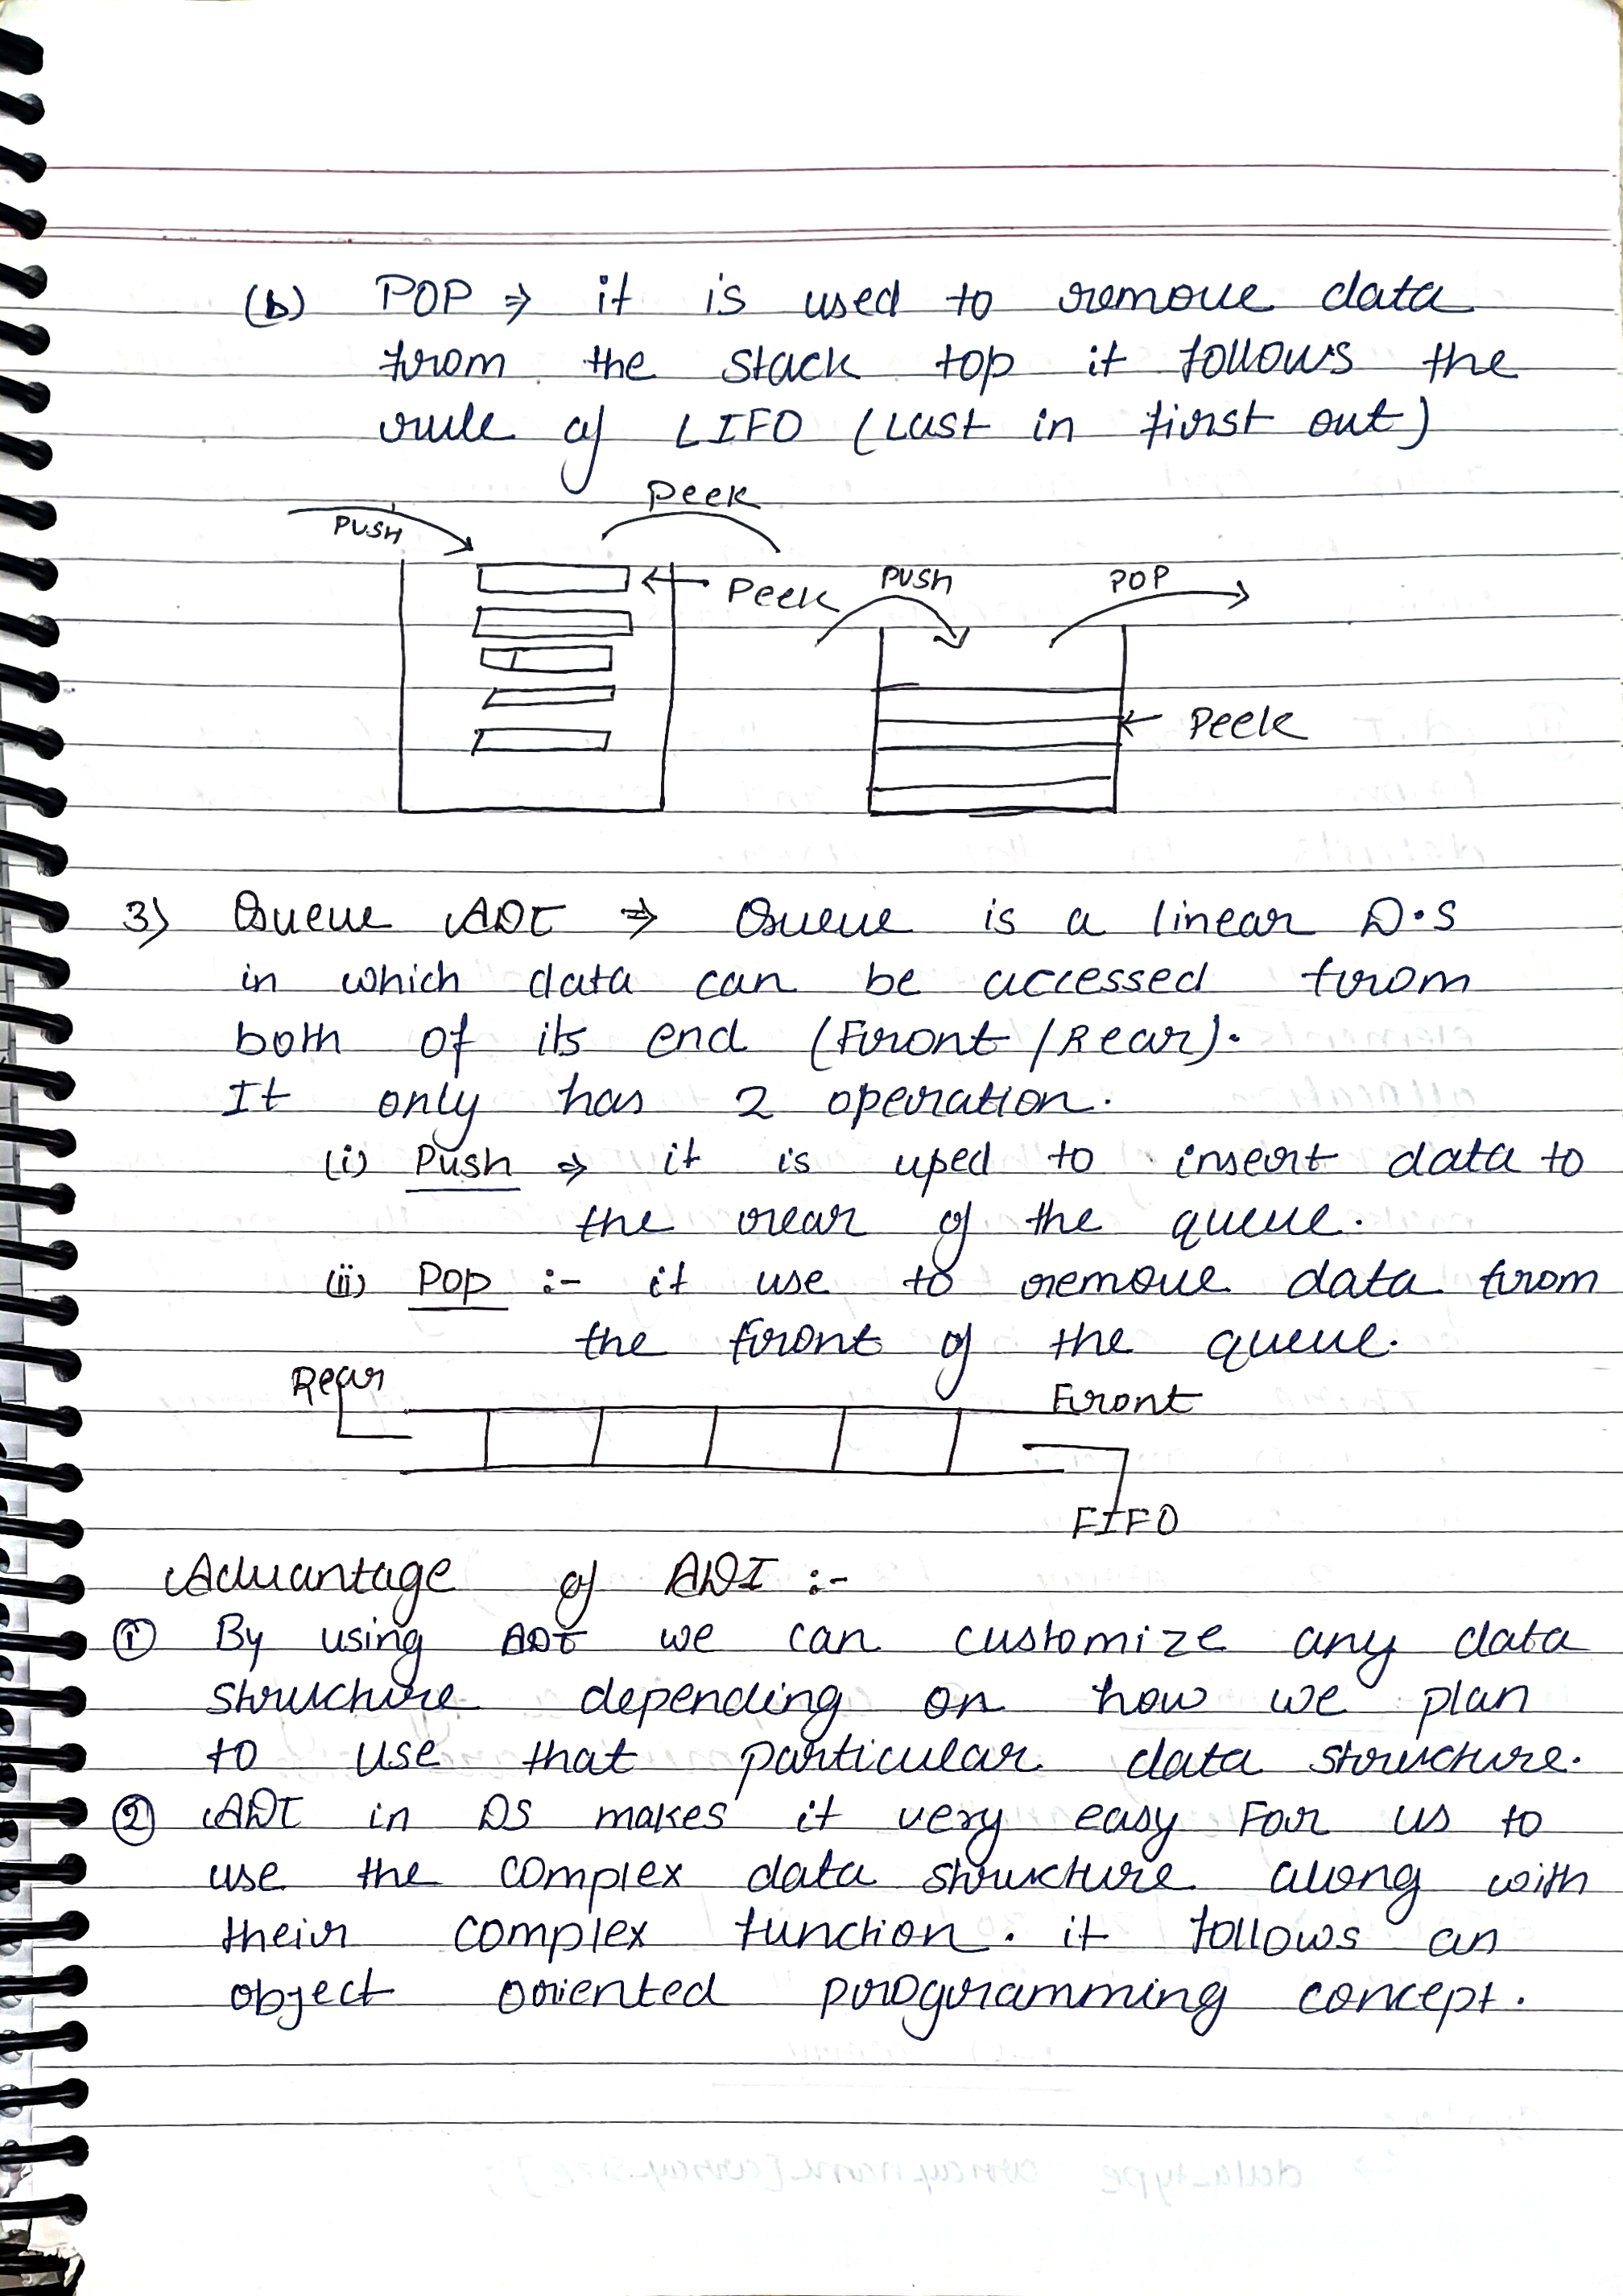 (b) POP ⇒ it is used to remove data
from the stack top it follows the
rule of LIFO (Last in first out)
PUSH
Peek
Peek
PUSH
POP
Peek
3) Queue ADT ⇒ Queue is a linear D.S
in which data can be accessed from
both of its end (Front / Rear).
It only has 2 operation.
(i) Push ⇒ it is used to insert data to
the rear of the queue.
(ii) Pop :- it use to remove data from
the front of the queue.
Rear
Front
FIFO
Advantage of ADT :-
① By using ADT we can customize any data
structure depending on how we plan
to use that particular data structure.
② ADT in DS makes it very easy For us to
use the complex data structure along with
their complex function. it follows an
object oriented programming concept.